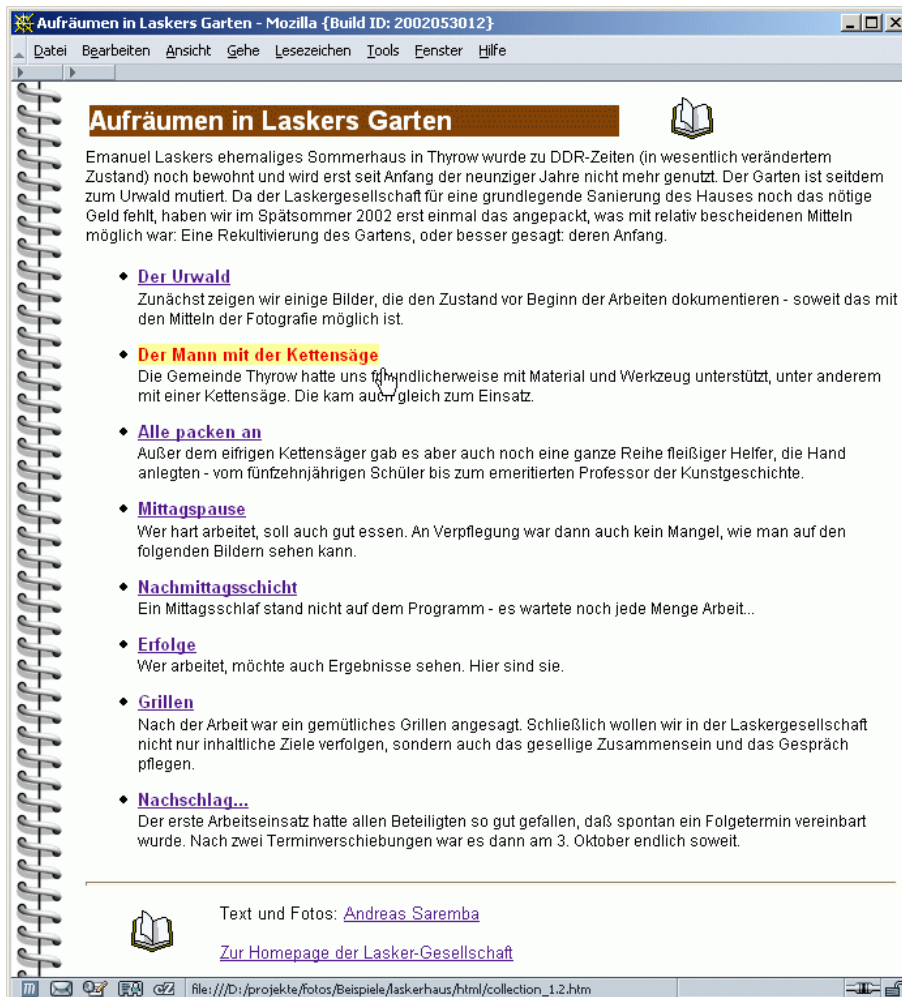 Aufräumen in Laskers Garten - Mozilla {Build ID: 2002053012}
Datei Bearbeiten Ansicht Gehe Lesezeichen Tools Fenster Hilfe
Aufräumen in Laskers Garten
Emanuel Laskers ehemaliges Sommerhaus in Thyrow wurde zu DDR-Zeiten (in wesentlich verändertem
Zustand) noch bewohnt und wird erst seit Anfang der neunziger Jahre nicht mehr genutzt. Der Garten ist seitdem
zum Urwald mutiert. Da der Laskergesellschaft für eine grundlegende Sanierung des Hauses noch das nötige
Geld fehlt, haben wir im Spätsommer 2002 erst einmal das angepackt, was mit relativ bescheidenen Mitteln
möglich war: Eine Rekultivierung des Gartens, oder besser gesagt: deren Anfang.
Der Urwald
Zunächst zeigen wir einige Bilder, die den Zustand vor Beginn der Arbeiten dokumentieren - soweit das mit
den Mitteln der Fotografie möglich ist.
Der Mann mit der Kettensäge
Die Gemeinde Thyrow hatte uns freundlicherweise mit Material und Werkzeug unterstützt, unter anderem
mit einer Kettensäge. Die kam auch gleich zum Einsatz.
Alle packen an
Außer dem eifrigen Kettensäger gab es aber auch noch eine ganze Reihe fleißiger Helfer, die Hand
anlegten - vom fünfzehnjährigen Schüler bis zum emeritierten Professor der Kunstgeschichte.
Mittagspause
Wer hart arbeitet, soll auch gut essen. An Verpflegung war dann auch kein Mangel, wie man auf den
folgenden Bildern sehen kann.
Nachmittagsschicht
Ein Mittagsschlaf stand nicht auf dem Programm - es wartete noch jede Menge Arbeit...
Erfolge
Wer arbeitet, möchte auch Ergebnisse sehen. Hier sind sie.
Grillen
Nach der Arbeit war ein gemütliches Grillen angesagt. Schließlich wollen wir in der Laskergesellschaft
nicht nur inhaltliche Ziele verfolgen, sondern auch das gesellige Zusammensein und das Gespräch
pflegen.
Nachschlag...
Der erste Arbeitseinsatz hatte allen Beteiligten so gut gefallen, daß spontan ein Folgetermin vereinbart
wurde. Nach zwei Terminverschiebungen war es dann am 3. Oktober endlich soweit.
Text und Fotos: Andreas Saremba
Zur Homepage der Lasker-Gesellschaft
file:///D:/projekte/fotos/Beispiele/laskerhaus/html/collection_1.2.htm